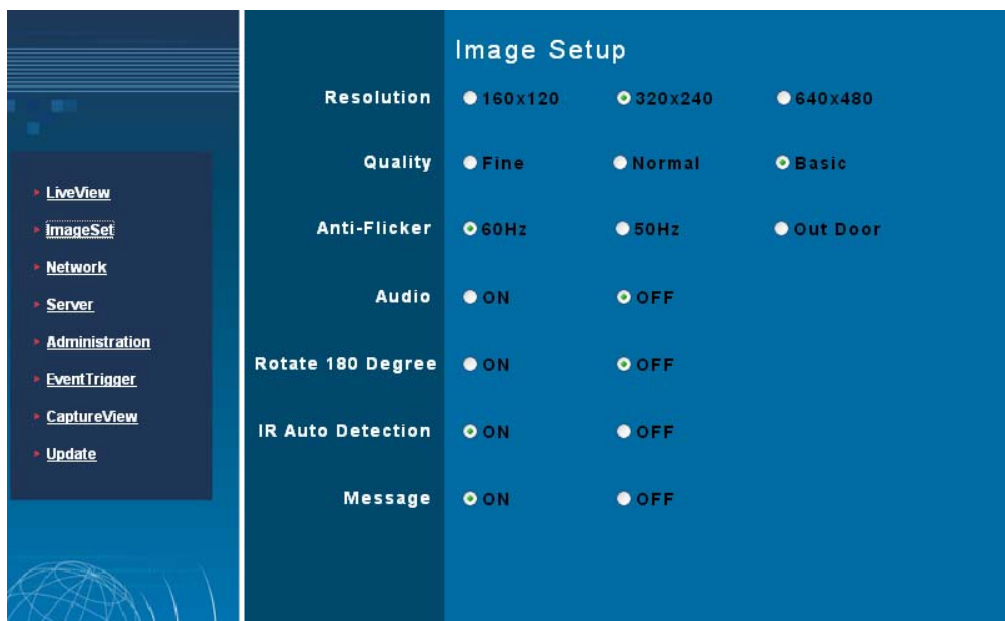 Image Setup
Resolution 160x120 320x240 640x480
Quality Fine Normal Basic
Anti-Flicker 60Hz 50Hz Out Door
Audio ON OFF
Rotate 180 Degree ON OFF
IR Auto Detection ON OFF
Message ON OFF
LiveView
ImageSet
Network
Server
Administration
EventTrigger
CaptureView
Update